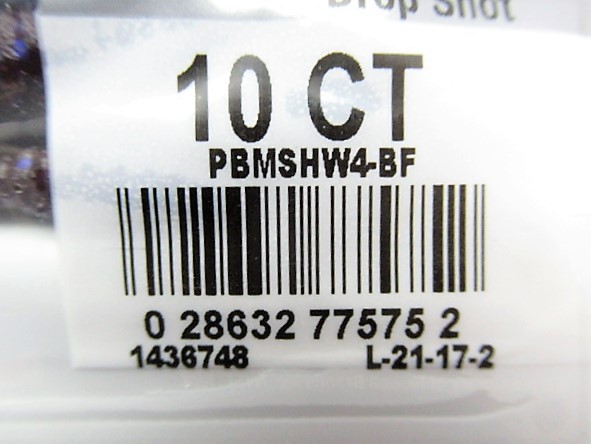 Drop Shot
10 CT
PBMSHW4-BF
0 28632 77575 2
1436748 L-21-17-2